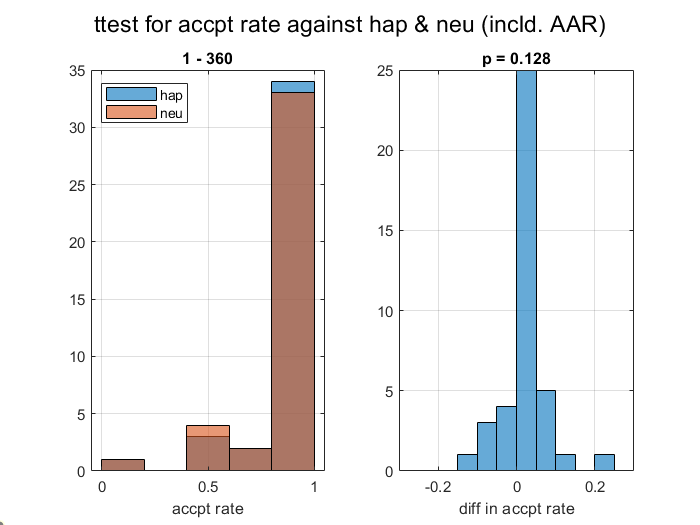 ttest for accpt rate against hap & neu (incld. AAR)
1 - 360
35
30
25
20
15
10
5
0
0
0.5
1
accpt rate
hap
neu
p = 0.128
25
20
15
10
5
0
-0.2
0
0.2
diff in accpt rate